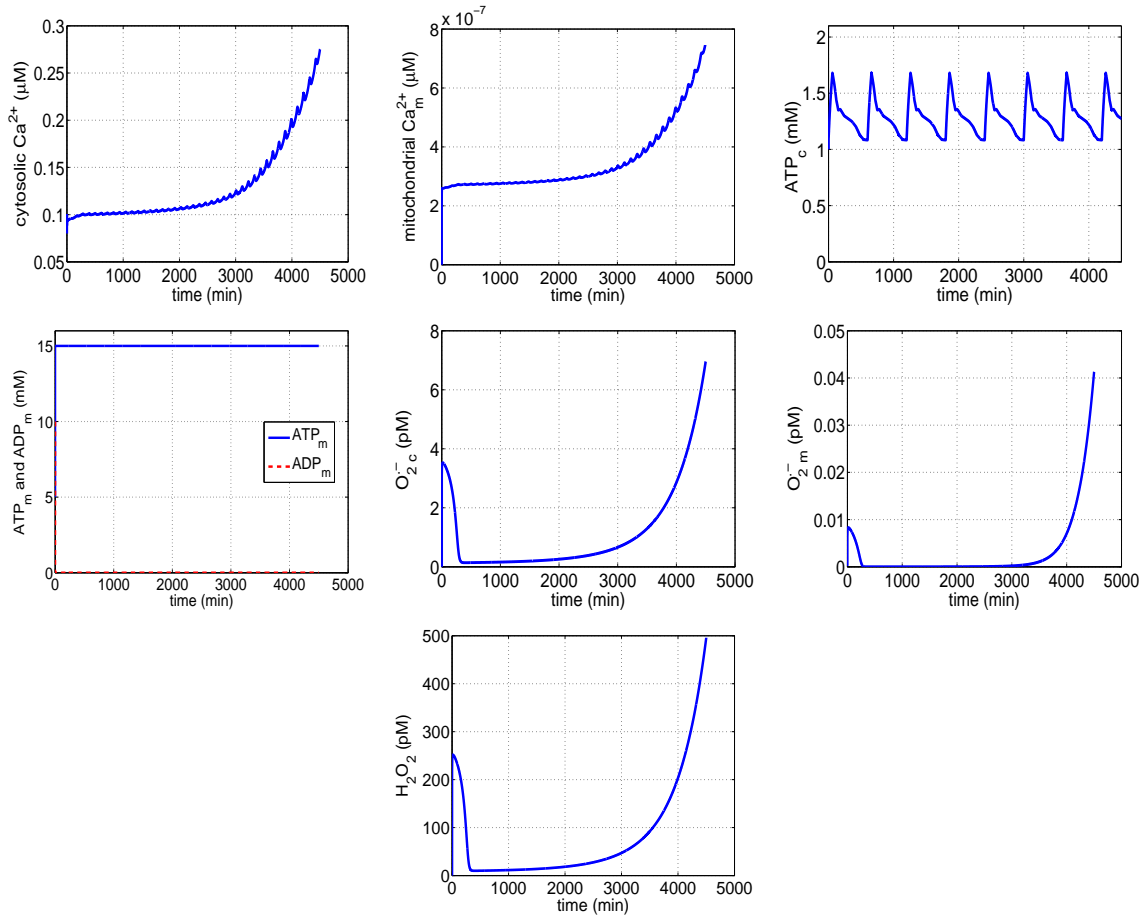 cytosolic Ca²⁺ (μM)
0.3
0.25
0.2
0.15
0.1
0.05
0 1000 2000 3000 4000 5000
time (min)
x 10⁻⁷
mitochondrial Ca²⁺ₘ (μM)
8
6
4
2
0
0 1000 2000 3000 4000 5000
time (min)
ATP_c (mM)
2
1.5
1
0.5
0
0 1000 2000 3000 4000
time (min)
ATPₘ and ADPₘ (mM)
15
10
5
0
ATPₘ
ADPₘ
0 1000 2000 3000 4000 5000
time (min)
O₂·⁻ c (pM)
8
6
4
2
0
0 1000 2000 3000 4000 5000
time (min)
O₂·⁻ m (pM)
0.05
0.04
0.03
0.02
0.01
0
0 1000 2000 3000 4000 5000
time (min)
H₂O₂ (pM)
500
400
300
200
100
0
0 1000 2000 3000 4000 5000
time (min)